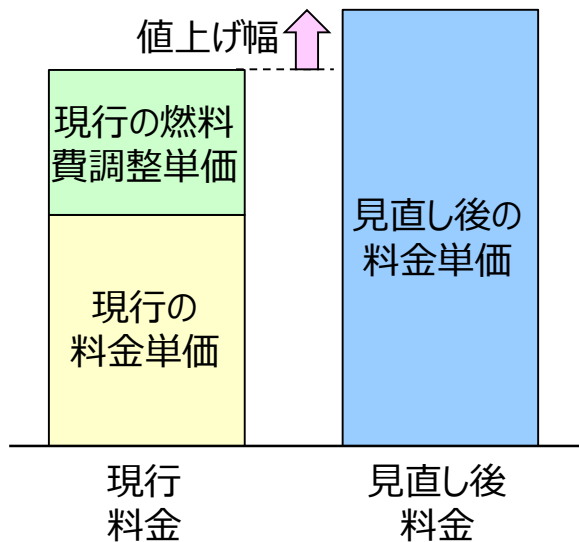 値上げ幅
現行の燃料
費調整単価
現行の
料金単価
見直し後の
料金単価
現行
料金
見直し後
料金